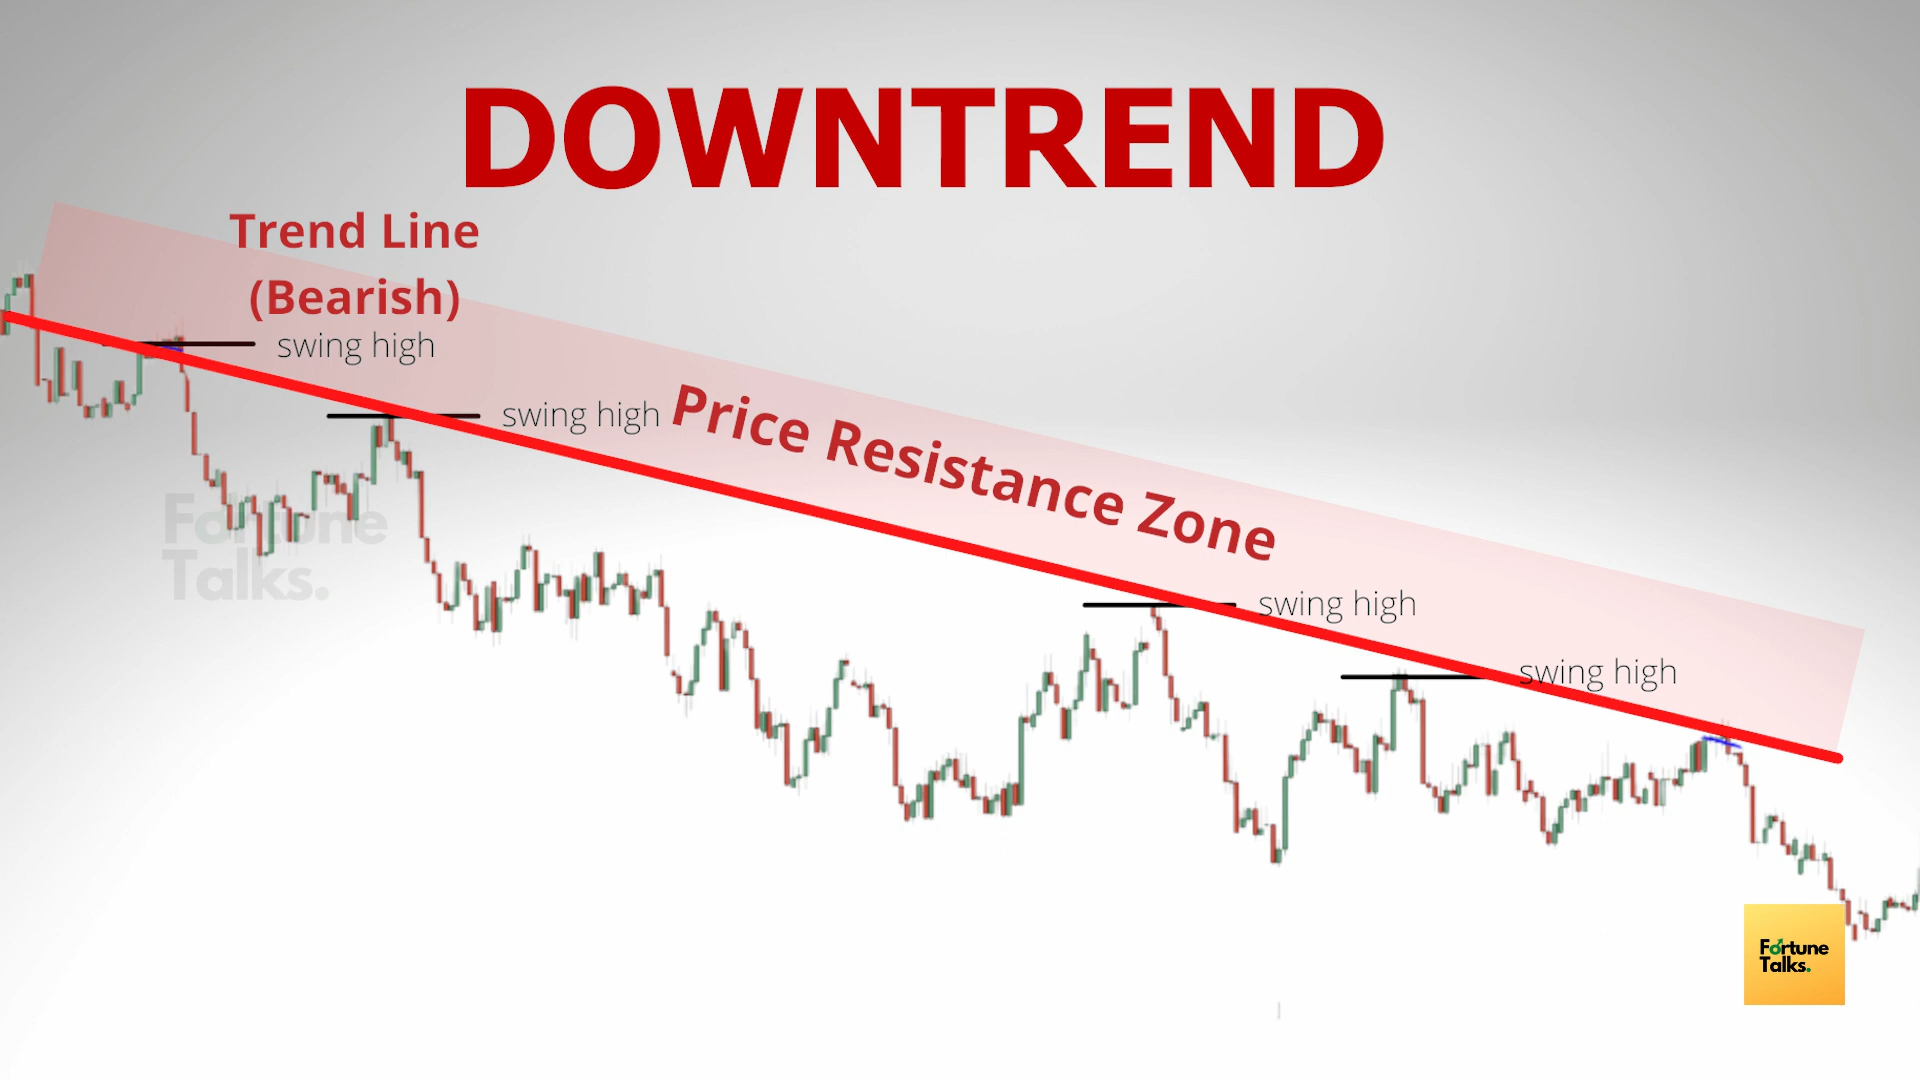 DOWNTREND
Trend Line
(Bearish)
swing high
swing high
Price Resistance Zone
Fortune
Talks.
swing high
swing high
Fortune
Talks.